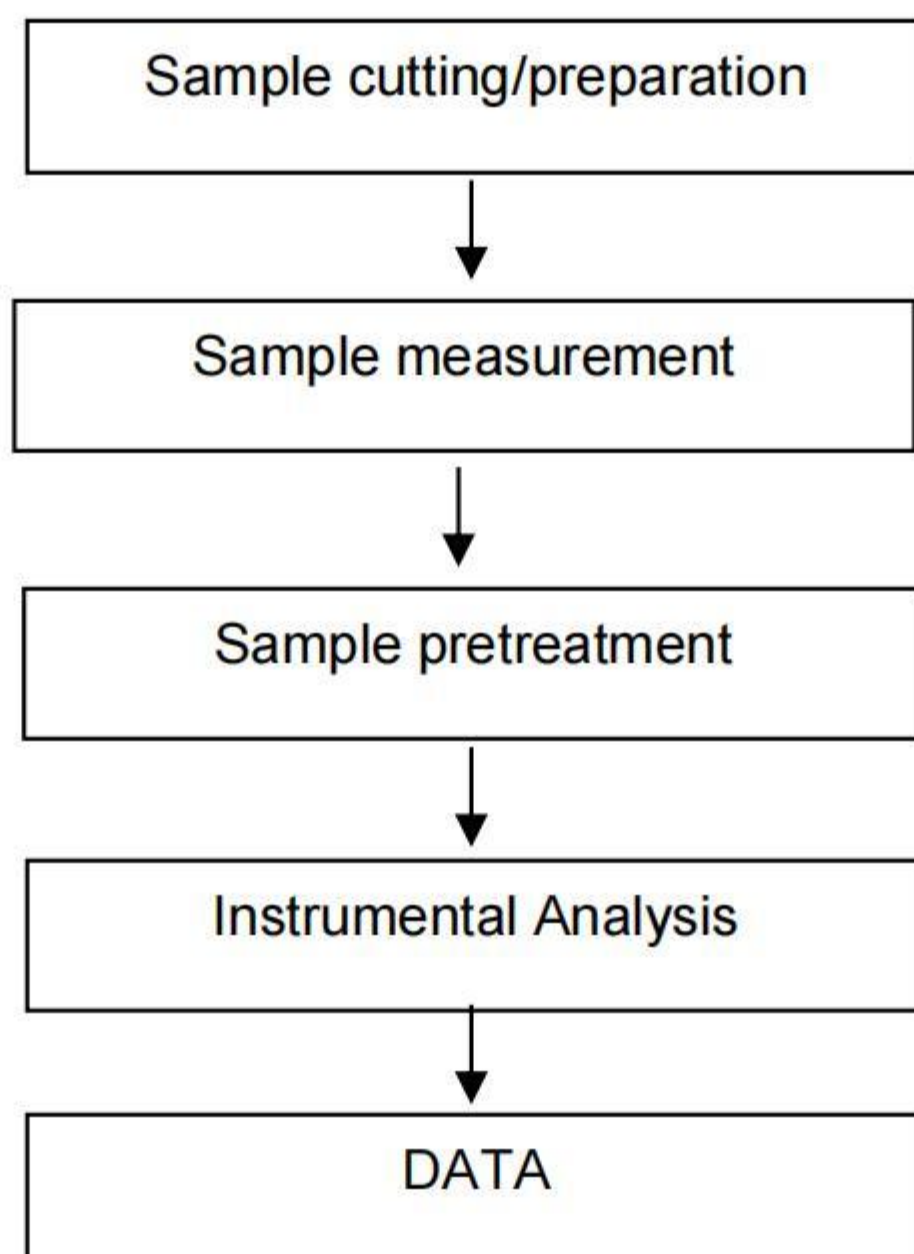 Sample cutting/preparation
Sample measurement
Sample pretreatment
Instrumental Analysis
DATA